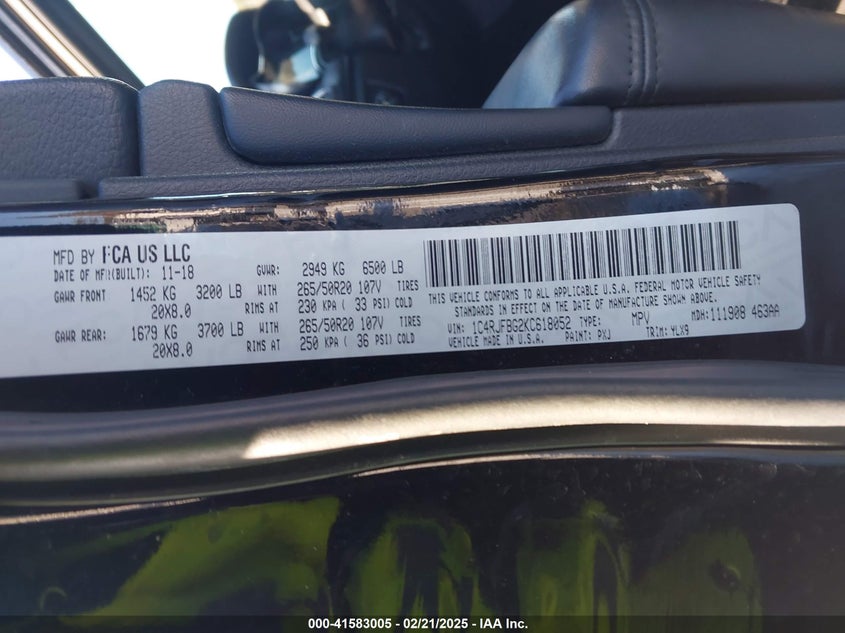 MFD BY FCA US LLC
DATE OF MFR(BUILT): 11-18 GVWR: 2949 KG 6500 LB
GAWR FRONT 1452 KG 3200 LB WITH 265/50R20 107V TIRES
20X8.0 RIMS AT 230 KPA ( 33 PSI) COLD
GAWR REAR: 1679 KG 3700 LB WITH 265/50R20 107V TIRES
20X8.0 RIMS AT 250 KPA ( 36 PSI) COLD
THIS VEHICLE CONFORMS TO ALL APPLICABLE U.S.A. FEDERAL MOTOR VEHICLE SAFETY
STANDARDS IN EFFECT ON THE DATE OF MANUFACTURE SHOWN ABOVE.
VIN: 1C4RJFBG2KC618052 TYPE: MPV MDH: 111908 463AA
VEHICLE MADE IN U.S.A. PAINT: PXJ TRIM: YLX9
000-41583005 - 02/21/2025 - IAA Inc.